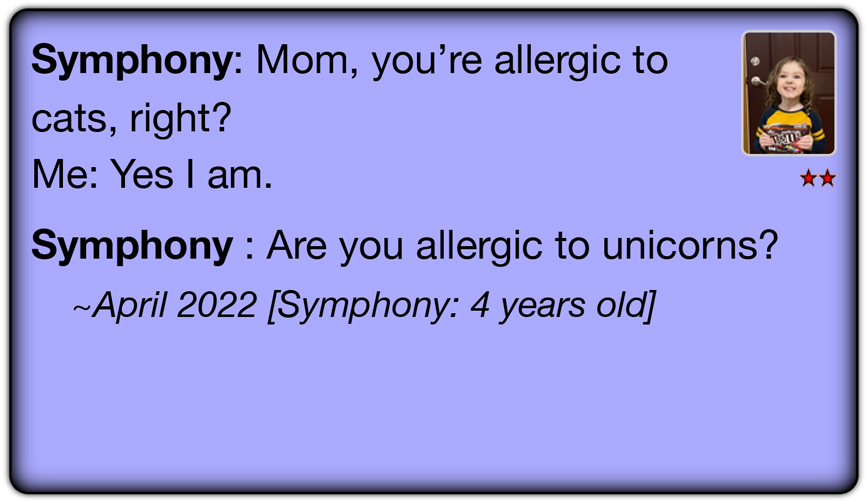 Symphony: Mom, you’re allergic to
cats, right?
Me: Yes I am.
Symphony : Are you allergic to unicorns?
~April 2022 [Symphony: 4 years old]